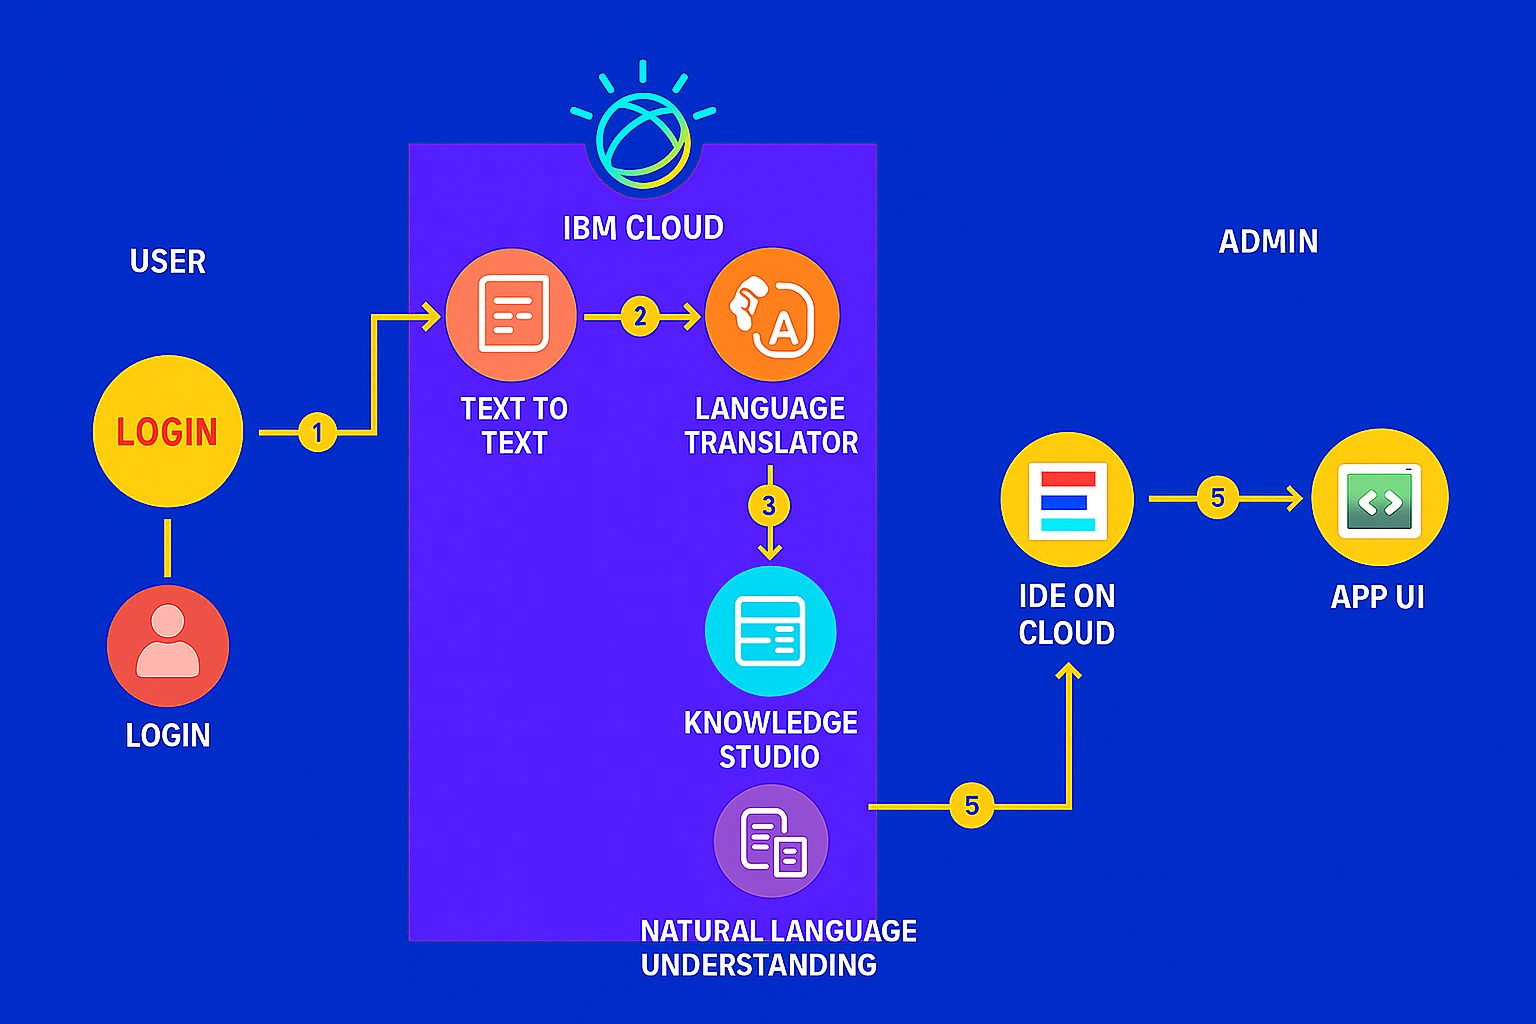 IBM CLOUD
USER
ADMIN
LOGIN
1
2
A
TEXT TO
TEXT
LANGUAGE
TRANSLATOR
3
5
IDE ON
CLOUD
APP UI
LOGIN
KNOWLEDGE
STUDIO
5
NATURAL LANGUAGE
UNDERSTANDING